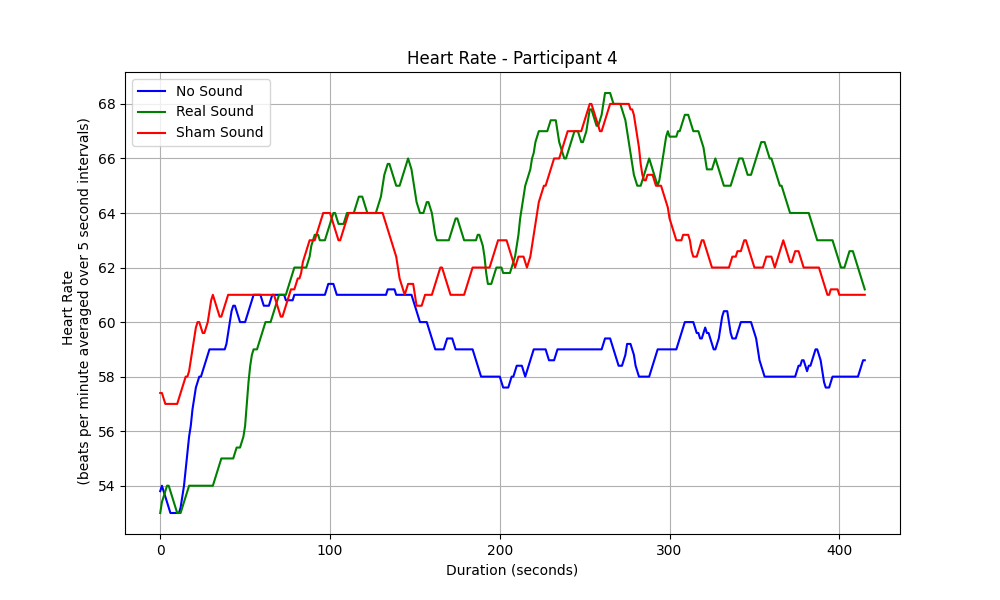 Heart Rate - Participant 4
No Sound
Real Sound
Sham Sound
Heart Rate
(beats per minute averaged over 5 second intervals)
68
66
64
62
60
58
56
54
0 100 200 300 400
Duration (seconds)